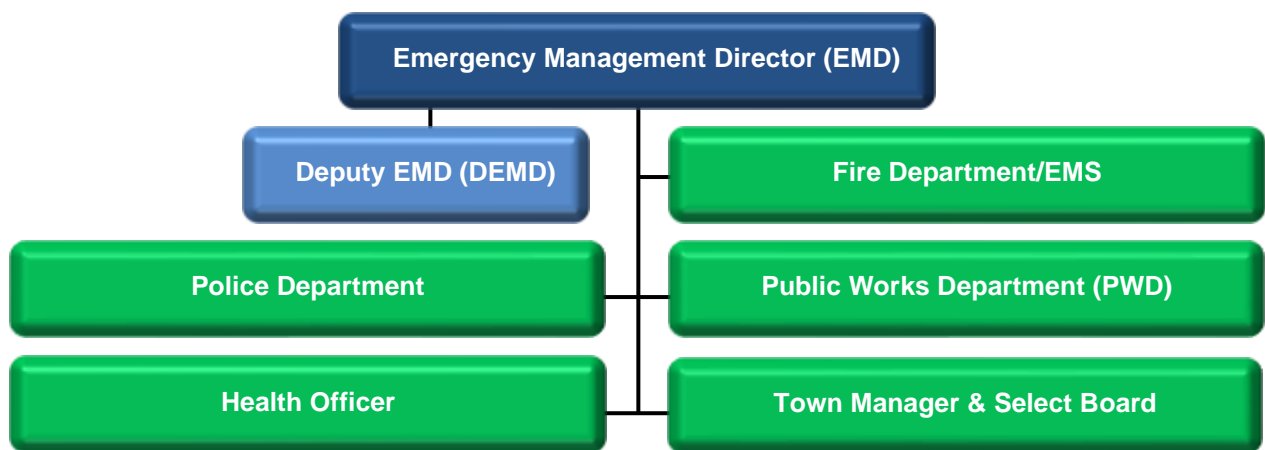 Emergency Management Director (EMD)
Deputy EMD (DEMD)
Fire Department/EMS
Police Department
Public Works Department (PWD)
Health Officer
Town Manager & Select Board